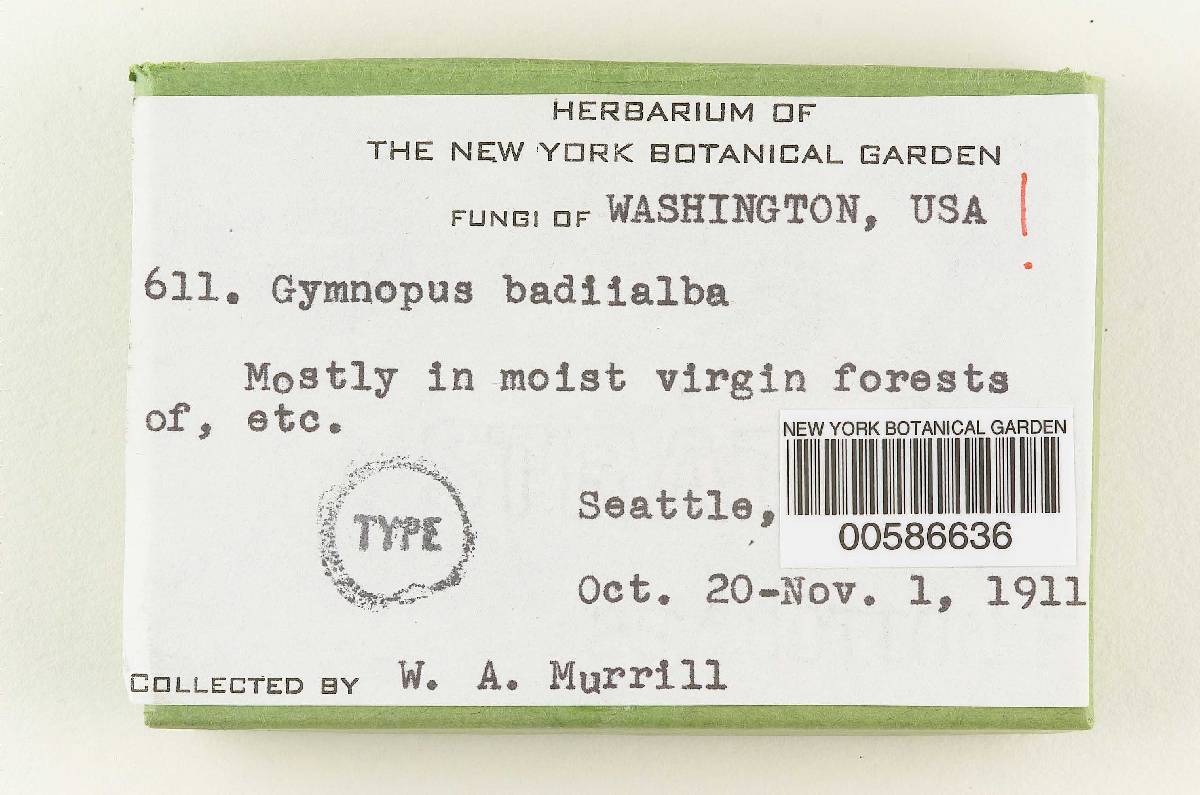 HERBARIUM OF
THE NEW YORK BOTANICAL GARDEN
FUNGI OF WASHINGTON, USA !
611. Gymnopus badiialba
Mostly in moist virgin forests
of, etc.
NEW YORK BOTANICAL GARDEN
00586636
TYPE
Seattle,
Oct. 20-Nov. 1, 1911
COLLECTED BY W. A. Murrill